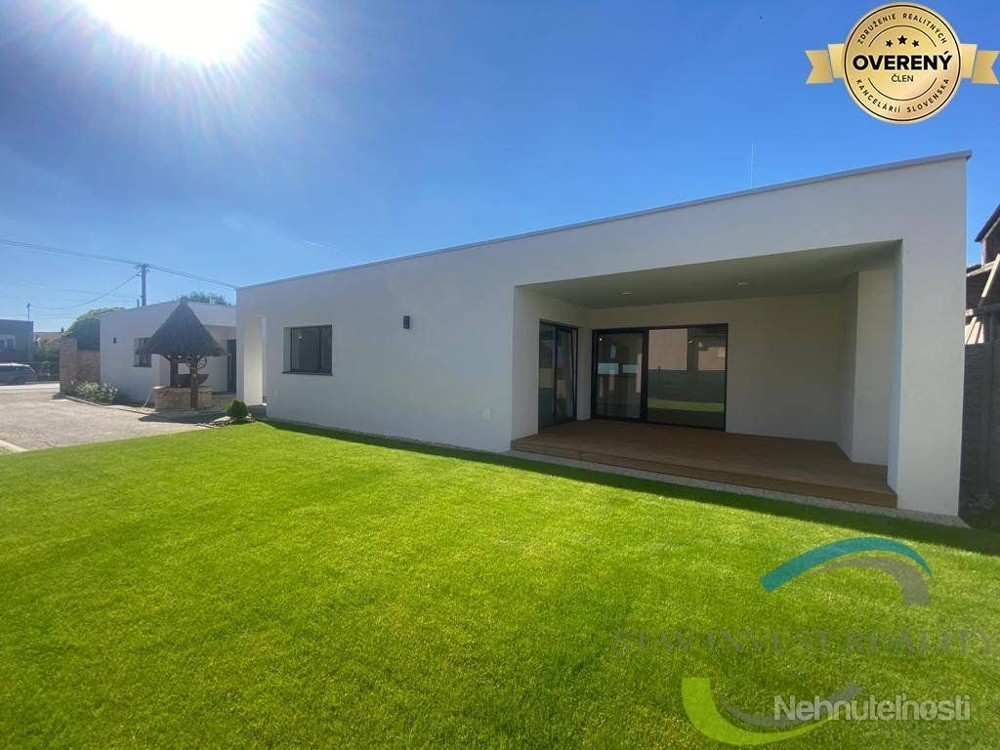 ZDRUŽENIE REALITNÝCH
OVERENÝ
ČLEN
KANCELÁRIÍ SLOVENSKA
STAV INVEST REALITY
Nehnuteľnosti